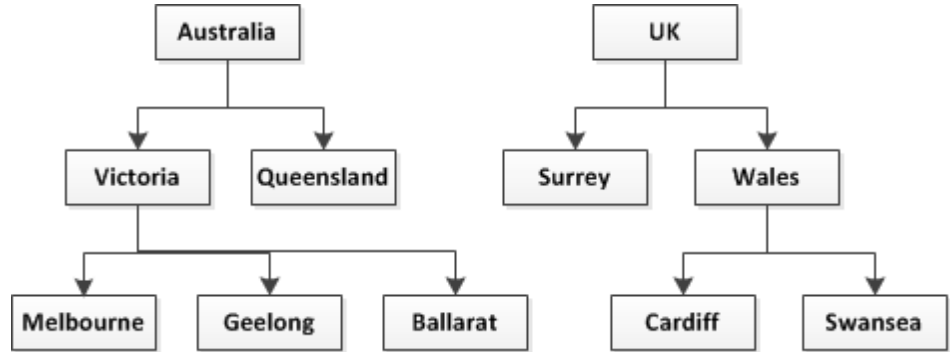 Australia
UK
Victoria
Queensland
Surrey
Wales
Melbourne
Geelong
Ballarat
Cardiff
Swansea